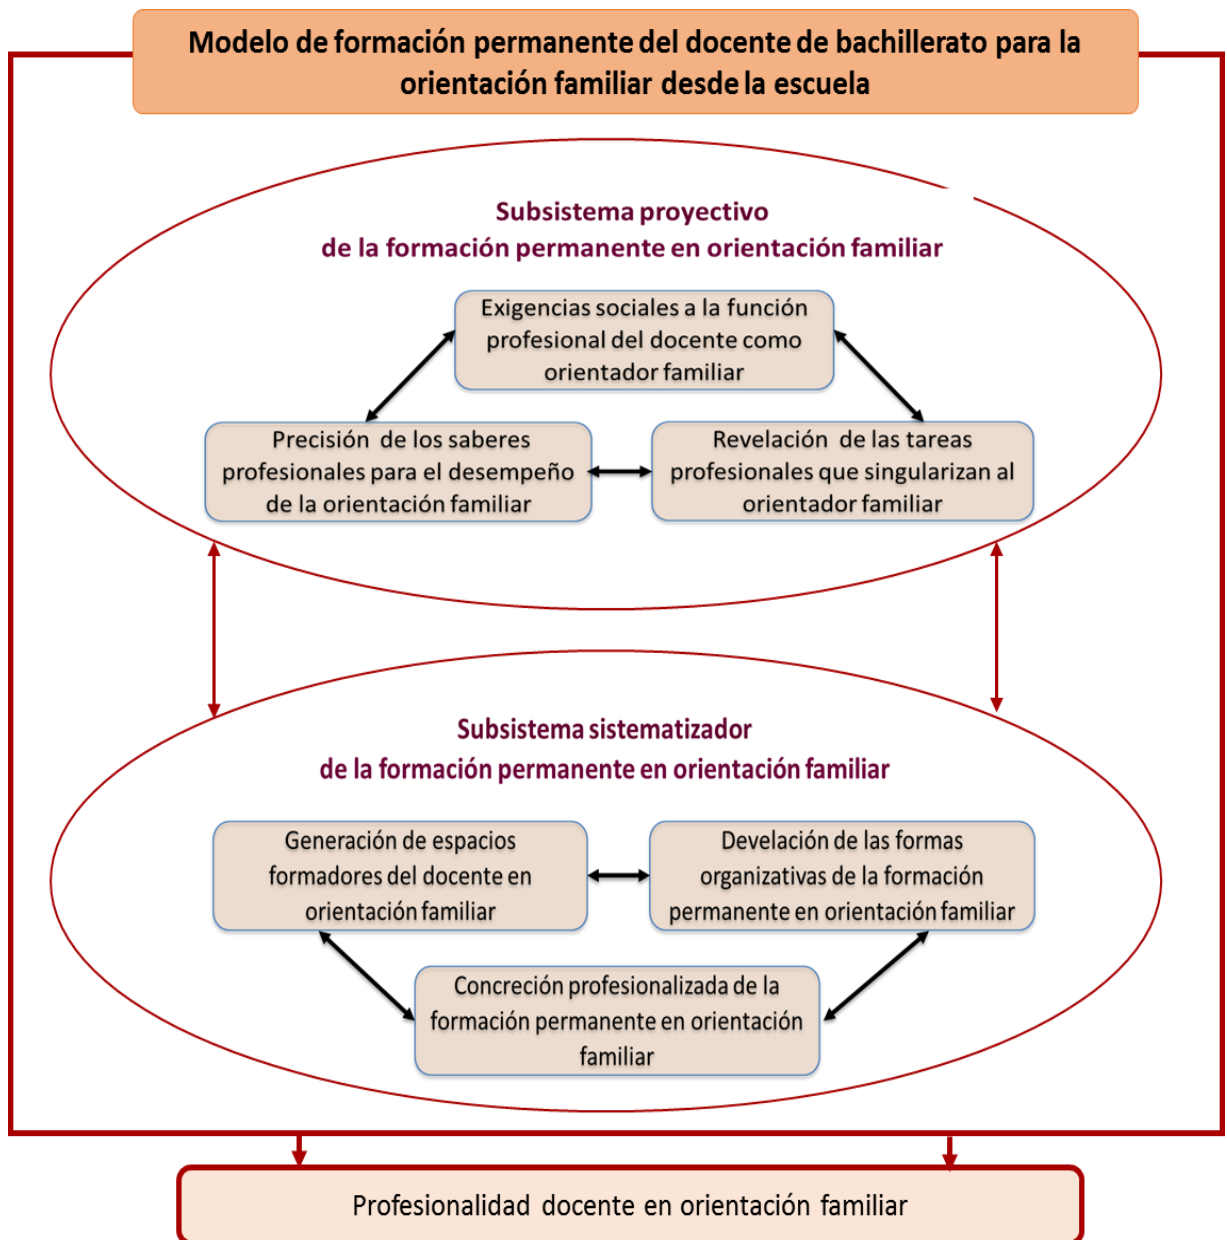 Modelo de formación permanente del docente de bachillerato para la
orientación familiar desde la escuela
Subsistema proyectivo
de la formación permanente en orientación familiar
Exigencias sociales a la función
profesional del docente como
orientador familiar
Precisión de los saberes
profesionales para el desempeño
de la orientación familiar
Revelación de las tareas
profesionales que singularizan al
orientador familiar
Subsistema sistematizador
de la formación permanente en orientación familiar
Generación de espacios
formadores del docente en
orientación familiar
Develación de las formas
organizativas de la formación
permanente en orientación familiar
Concreción profesionalizada de la
formación permanente en orientación
familiar
Profesionalidad docente en orientación familiar